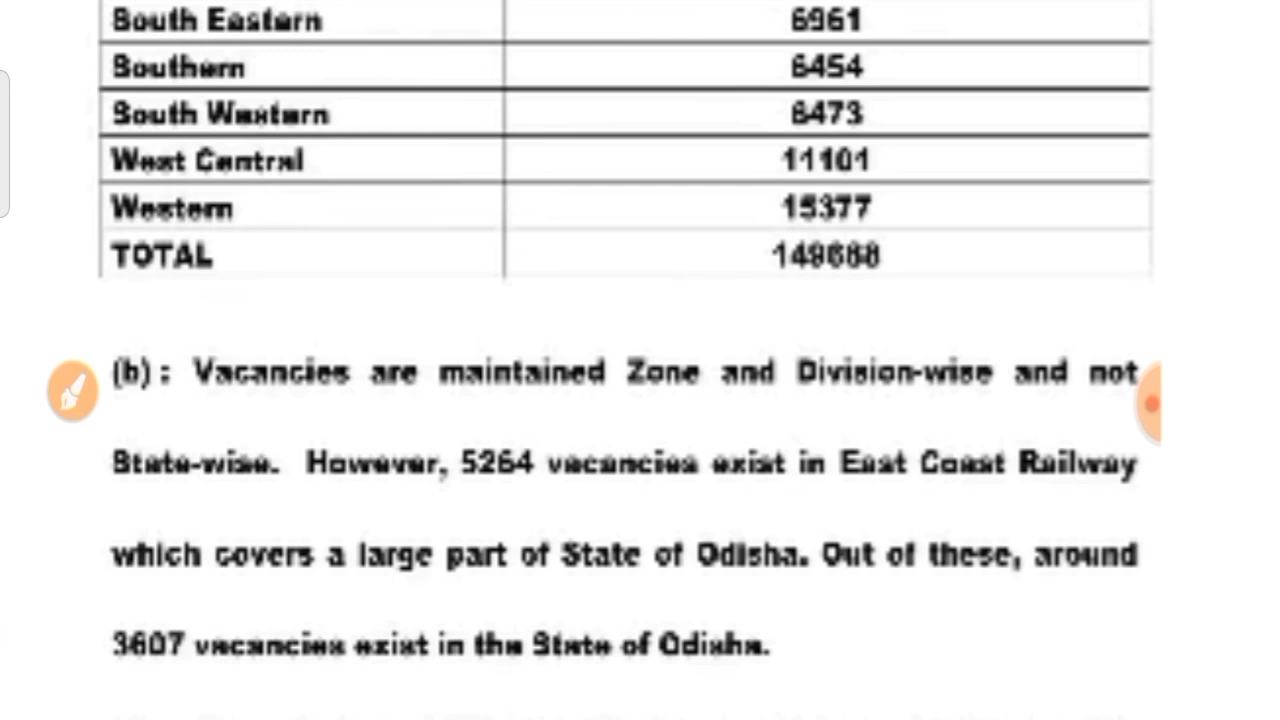 South Eastern 6961
Southern 6454
South Western 6473
West Central 11101
Western 15377
TOTAL
(b) : Vacancies are maintained Zone and Division-wise and not
State-wise. However, 5264 vacancies exist in East Coast Railway
which covers a large part of State of Odisha. Out of these, around
3607 vacancies exist in the State of Odisha.